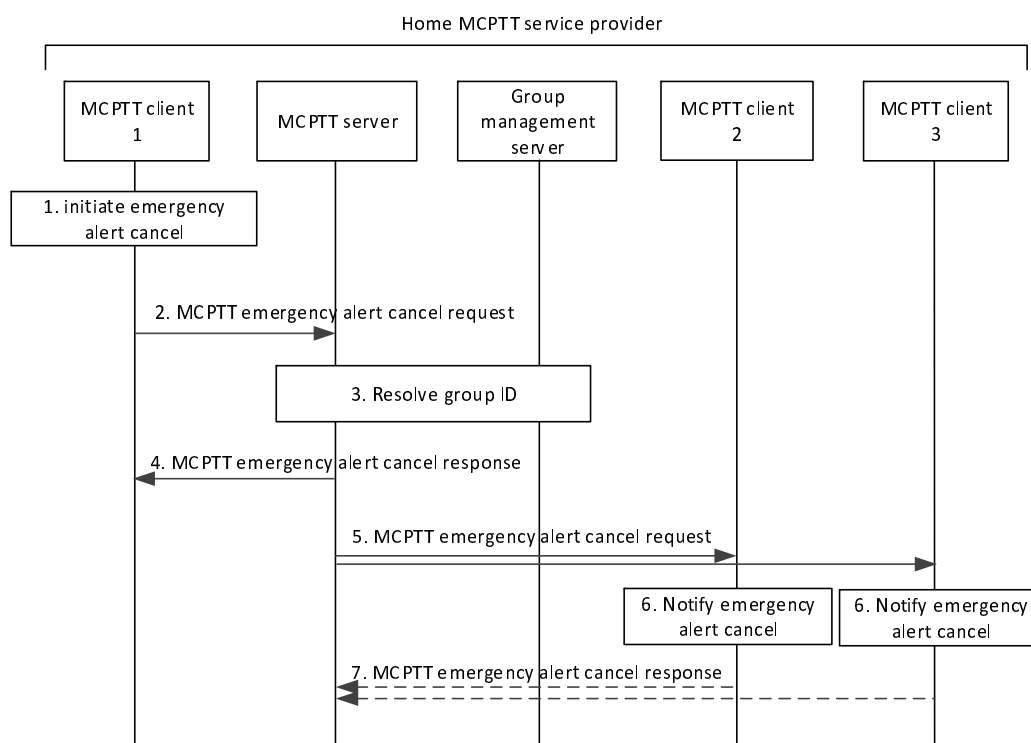 Home MCPTT service provider
MCPTT client
1
MCPTT server
Group
management
server
MCPTT client
2
MCPTT client
3
1. initiate emergency
alert cancel
2. MCPTT emergency alert cancel request
3. Resolve group ID
4. MCPTT emergency alert cancel response
5. MCPTT emergency alert cancel request
6. Notify emergency
alert cancel
6. Notify emergency
alert cancel
7. MCPTT emergency alert cancel response